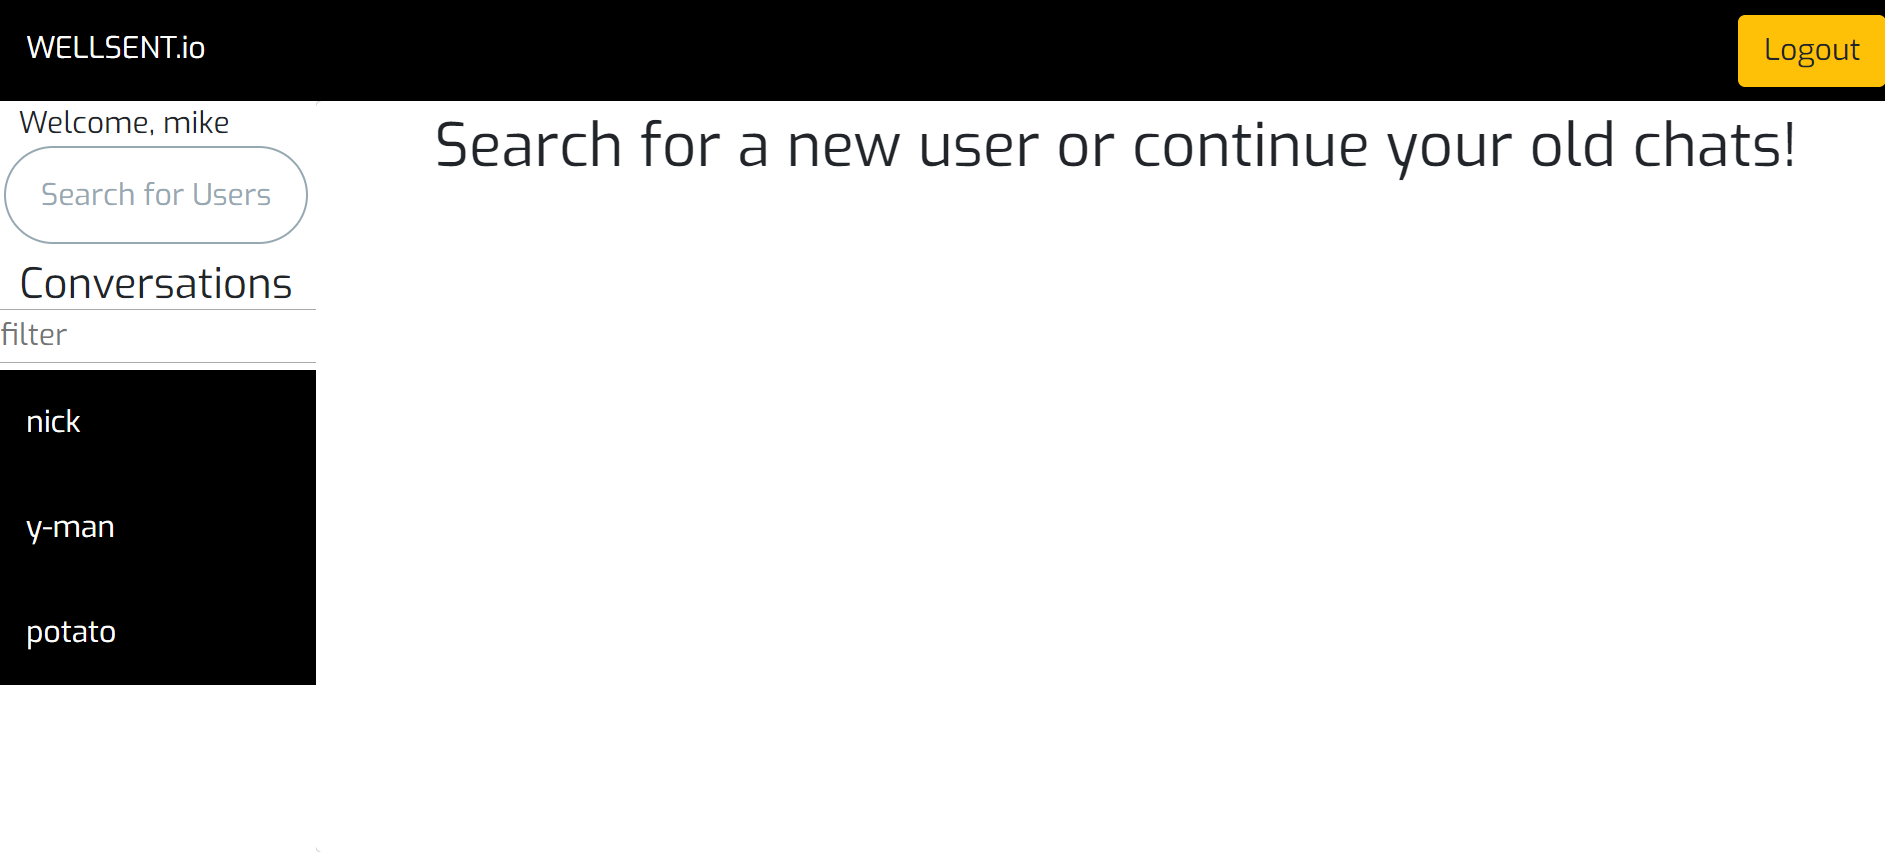 WELLSENT.io
Logout
Welcome, mike
Search for Users
Conversations
filter
nick
y-man
potato
Search for a new user or continue your old chats!